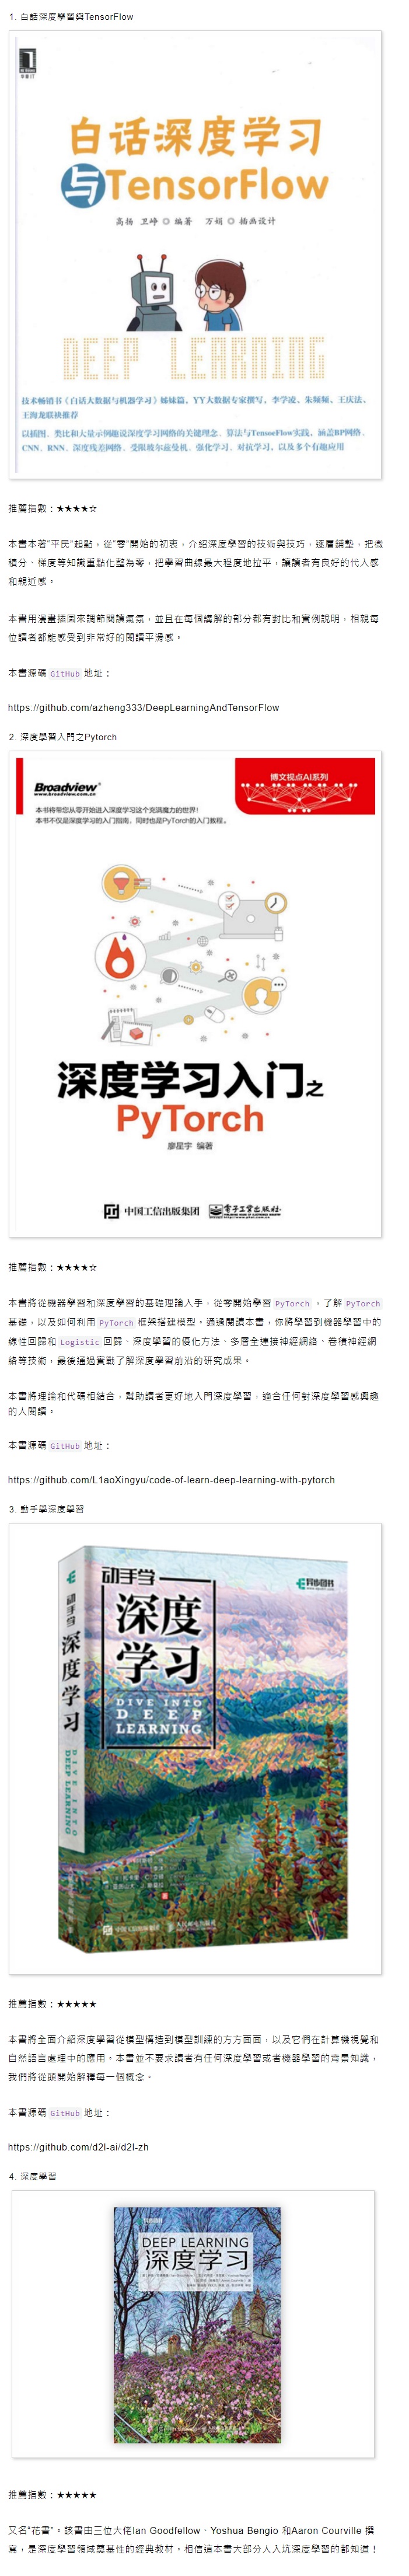 1. 白話深度學習與TensorFlow
华章IT
白话深度学习
与TensorFlow
高扬 卫峥 ◎ 编著 万娟 ◎ 插画设计
DEEP LEARNING
技术畅销书《白话大数据与机器学习》姊妹篇，YY大数据专家撰写，李学凌、朱频频、王庆法、
王海龙联袂推荐
以插图、类比和大量示例趣说深度学习网络的关键理念、算法与TensorFlow实践，涵盖BP网络、
CNN、RNN、深度残差网络、受限玻尔兹曼机、强化学习、对抗学习，以及多个有趣应用
推薦指數：★★★★☆
本書本著“平民”起點，從“零”開始的初衷，介紹深度學習的技術與技巧，逐層鋪墊，把微
積分、梯度等知識重點化整為零，把學習曲線最大程度地拉平，讓讀者有良好的代入感
和親近感。
本書用漫畫插圖來調節閱讀氣氛，並且在每個講解的部分都有對比和實例說明，相親每
位讀者都能感受到非常好的閱讀平滑感。
本書源碼 GitHub 地址：
https://github.com/azheng333/DeepLearningAndTensorFlow
2. 深度學習入門之Pytorch
Broadview®
www.broadview.com.cn
博文视点AI系列
本书将带您从零开始进入深度学习这个充满魔力的世界！
本书不仅是深度学习的入门指南，同时也是PyTorch的入门教程。
深度学习入门之
PyTorch
廖星宇 编著
中国工信出版集团 電子工業出版社
推薦指數：★★★★☆
本書將從機器學習和深度學習的基礎理論入手，從零開始學習 PyTorch ，了解 PyTorch
基礎，以及如何利用 PyTorch 框架搭建模型。通過閱讀本書，你將學習到機器學習中的
線性回歸和 Logistic 回歸、深度學習的優化方法、多層全連接神經網絡、卷積神經網
絡等技術，最後通過實戰了解深度學習前沿的研究成果。
本書將理論和代碼相結合，幫助讀者更好地入門深度學習，適合任何對深度學習感興趣
的人閱讀。
本書源碼 GitHub 地址：
https://github.com/L1aoXingyu/code-of-learn-deep-learning-with-pytorch
3. 動手學深度學習
异步图书
动手学
深度
学习
DIVE INTO
DEEP
LEARNING
动手学
深度学习
DIVE INTO
DEEP LEARNING
推薦指數：★★★★★
本書將全面介紹深度學習從模型構造到模型訓練的方方面面，以及它們在計算機視覺和
自然語言處理中的應用。本書並不要求讀者有任何深度學習或者機器學習的背景知識，
我們將從頭開始解釋每一個概念。
本書源碼 GitHub 地址：
https://github.com/d2l-ai/d2l-zh
4. 深度學習
DEEP LEARNING
深度学习
推薦指數：★★★★★
又名“花書”。該書由三位大佬Ian Goodfellow、Yoshua Bengio 和Aaron Courville 撰
寫，是深度學習領域奠基性的經典教材。相信這本書大部分人入坑深度學習的都知道！